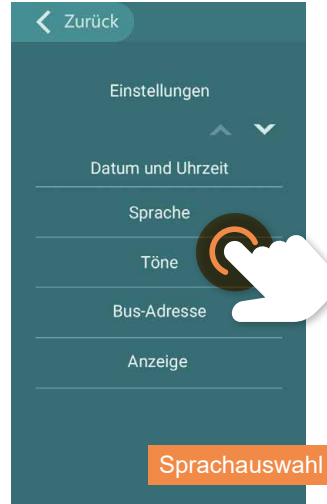 Zurück
Einstellungen
Datum und Uhrzeit
Sprache
Töne
Bus-Adresse
Anzeige
Sprachauswahl